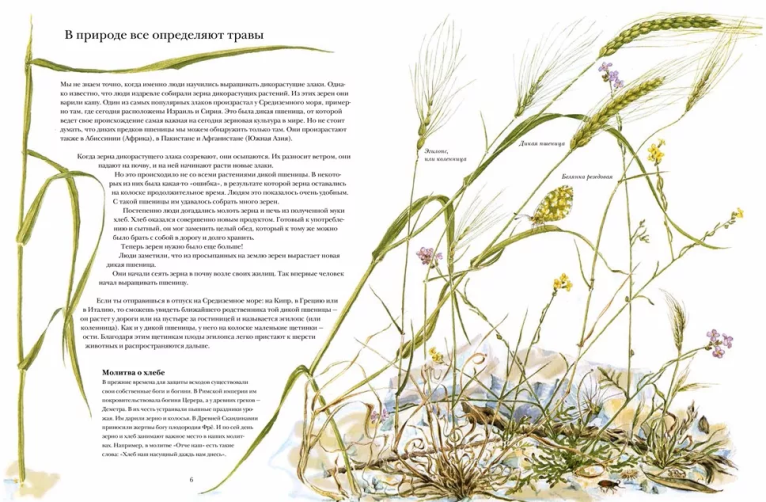 В природе все определяют травы
Мы не знаем точно, когда именно люди научились выращивать дикорастущие злаки. Одна-
ко известно, что люди издревле собирали зерна дикорастущих растений. Из этих зерен они
варили кашу. Один из самых популярных злаков произрастал у Средиземного моря, пример-
но там, где сегодня расположены Израиль и Сирия. Это была дикая пшеница, от которой
ведет свое происхождение самая важная на сегодня зерновая культура в мире. Но не стоит
думать, что диких предков пшеницы мы можем обнаружить только там. Они произрастают
также в Абиссинии (Африка), в Пакистане и Афганистане (Южная Азия).
Когда зерна дикорастущего злака созревают, они осыпаются. Их разносит ветром, они
падают на почву, и на ней начинают расти новые злаки.
Но это происходило не со всеми растениями дикой пшеницы. В некото-
рых из них была какая-то «ошибка», в результате которой зерна оставались
на колоске продолжительное время. Людям это показалось очень удобным.
С такой пшеницы им удавалось собрать много зерен.
Постепенно люди догадались молоть зерна и печь из полученной муки
хлеб. Хлеб оказался совершенно новым продуктом. Готовый к употребле-
нию и сытный, он мог заменить целый обед, который к тому же можно
было брать с собой в дорогу и долго хранить.
Теперь зерен нужно было еще больше!
Люди заметили, что из просыпанных на землю зерен вырастает новая
дикая пшеница.
Они начали сеять зерна в почву возле своих жилищ. Так впервые человек
начал выращивать пшеницу.
Если ты отправишься в отпуск на Средиземное море: на Кипр, в Грецию или
в Италию, то сможешь увидеть ближайшего родственника той дикой пшеницы –
он растет у дороги или на пустыре за гостиницей и называется эгилопс (или
коленница). Как и у дикой пшеницы, у него на колоске маленькие щетинки –
ости. Благодаря этим щетинкам плоды эгилопса легко пристают к шерсти
животных и распространяются дальше.
Молитва о хлебе
В прежние времена для защиты всходов существовали
свои собственные боги и богини. В Римской империи им
покровительствовала богиня Церера, а у древних греков –
Деметра. В их честь устраивали пышные праздники уро-
жая. Им дарили зерно и колосья. В Древней Скандинавии
приносили жертвы богу плодородия Фрё. И по сей день
зерно и хлеб занимают важное место в наших молит-
вах. Например, в молитве «Отче наш» есть такие
слова: «Хлеб наш насущный даждь нам днесь».
6
Эгилопс,
или коленница
Дикая пшеница
Белянка резедовая